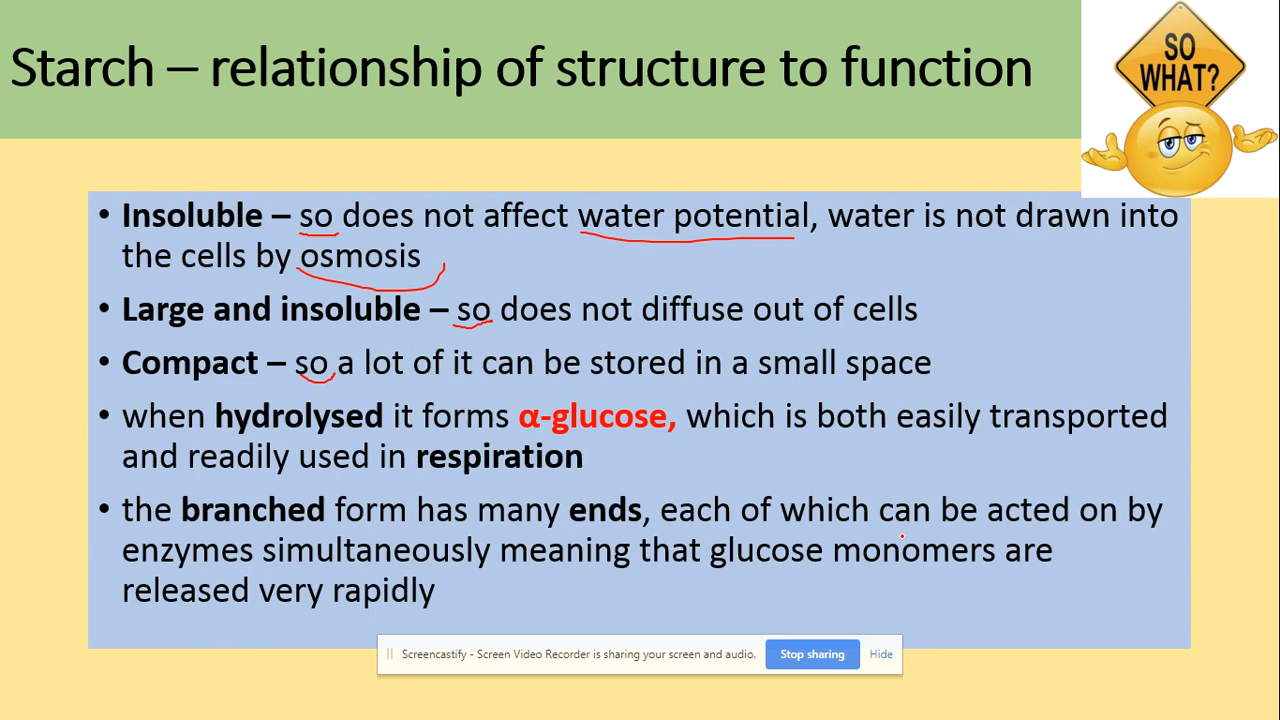 Starch – relationship of structure to function
SO
WHAT?
• Insoluble – so does not affect water potential, water is not drawn into
the cells by osmosis
• Large and insoluble – so does not diffuse out of cells
• Compact – so a lot of it can be stored in a small space
• when hydrolysed it forms α-glucose, which is both easily transported
and readily used in respiration
• the branched form has many ends, each of which can be acted on by
enzymes simultaneously meaning that glucose monomers are
released very rapidly
Screencastify - Screen Video Recorder is sharing your screen and audio. Stop sharing Hide